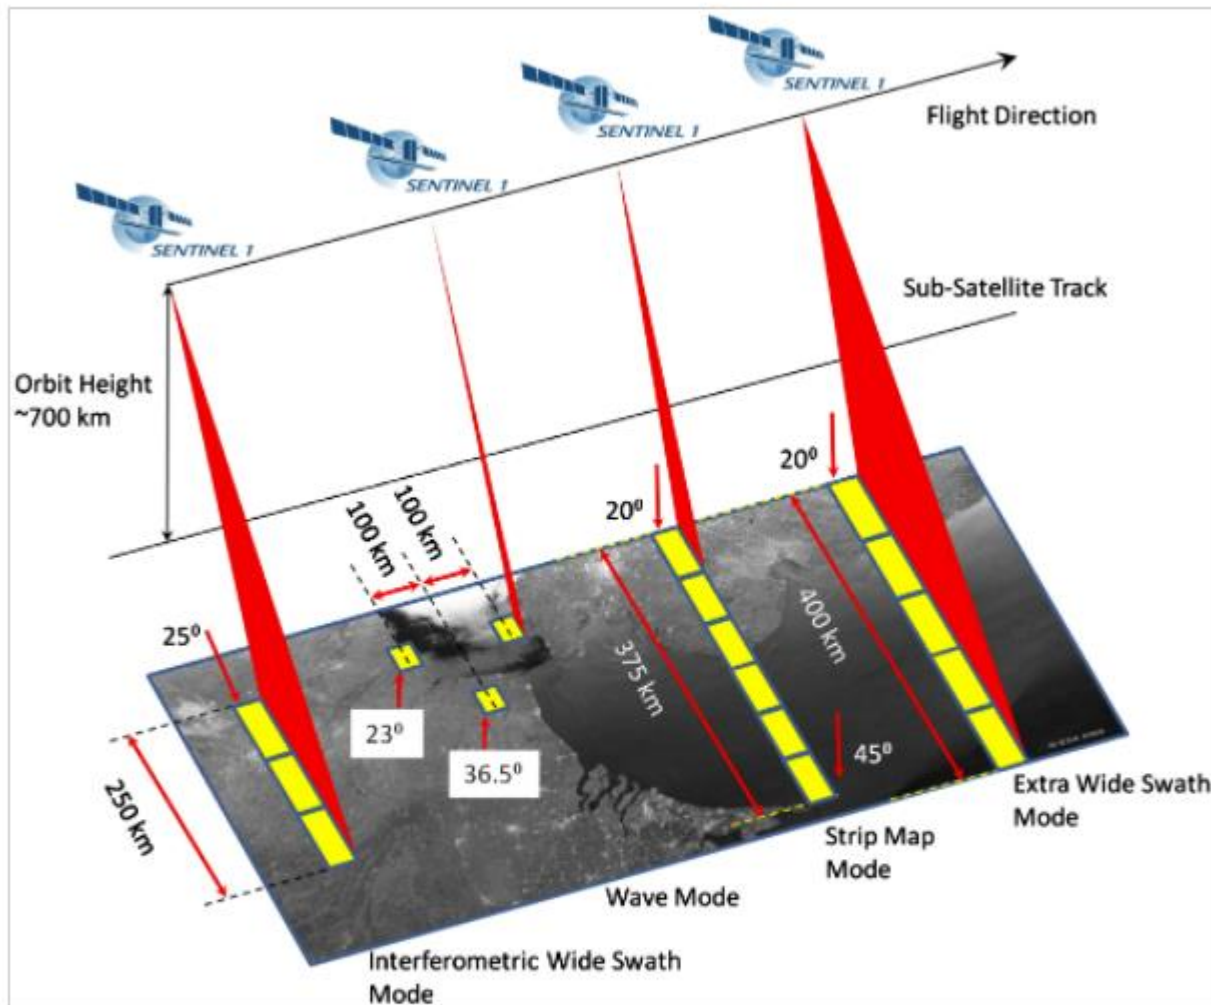 SENTINEL 1
SENTINEL 1
SENTINEL 1
SENTINEL 1
Flight Direction
Sub-Satellite Track
Orbit Height
~700 km
100 km
100 km
20⁰
20⁰
25⁰
375 km
400 km
23⁰
36.5⁰
45⁰
250 km
Extra Wide Swath
Mode
Strip Map
Mode
Wave Mode
Interferometric Wide Swath
Mode